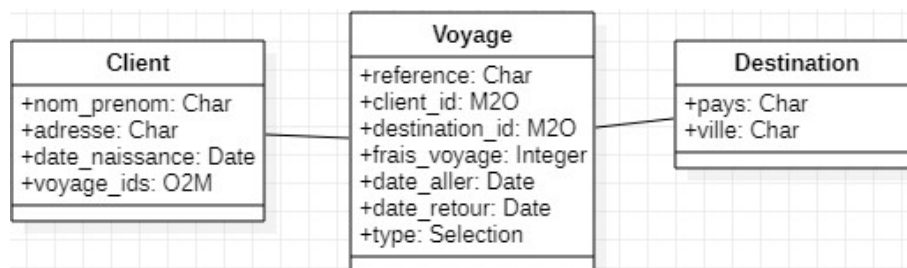 Client
+nom_prenom: Char
+adresse: Char
+date_naissance: Date
+voyage_ids: O2M
Voyage
+reference: Char
+client_id: M2O
+destination_id: M2O
+frais_voyage: Integer
+date_aller: Date
+date_retour: Date
+type: Selection
Destination
+pays: Char
+ville: Char